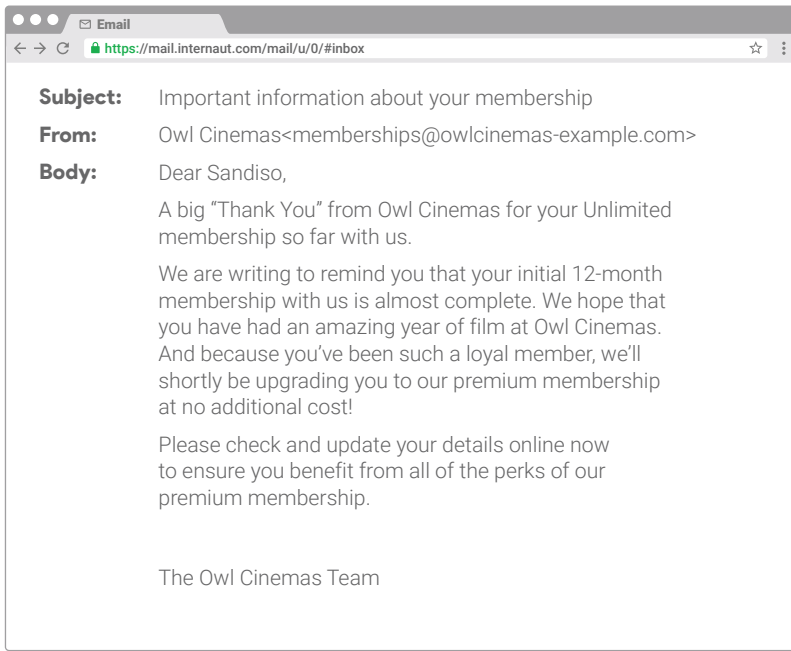 Email
https://mail.internaut.com/mail/u/0/#inbox
Subject: Important information about your membership
From: Owl Cinemas<memberships@owlcinemas-example.com>
Body: Dear Sandiso,
A big “Thank You” from Owl Cinemas for your Unlimited
membership so far with us.
We are writing to remind you that your initial 12-month
membership with us is almost complete. We hope that
you have had an amazing year of film at Owl Cinemas.
And because you’ve been such a loyal member, we’ll
shortly be upgrading you to our premium membership
at no additional cost!
Please check and update your details online now
to ensure you benefit from all of the perks of our
premium membership.
The Owl Cinemas Team